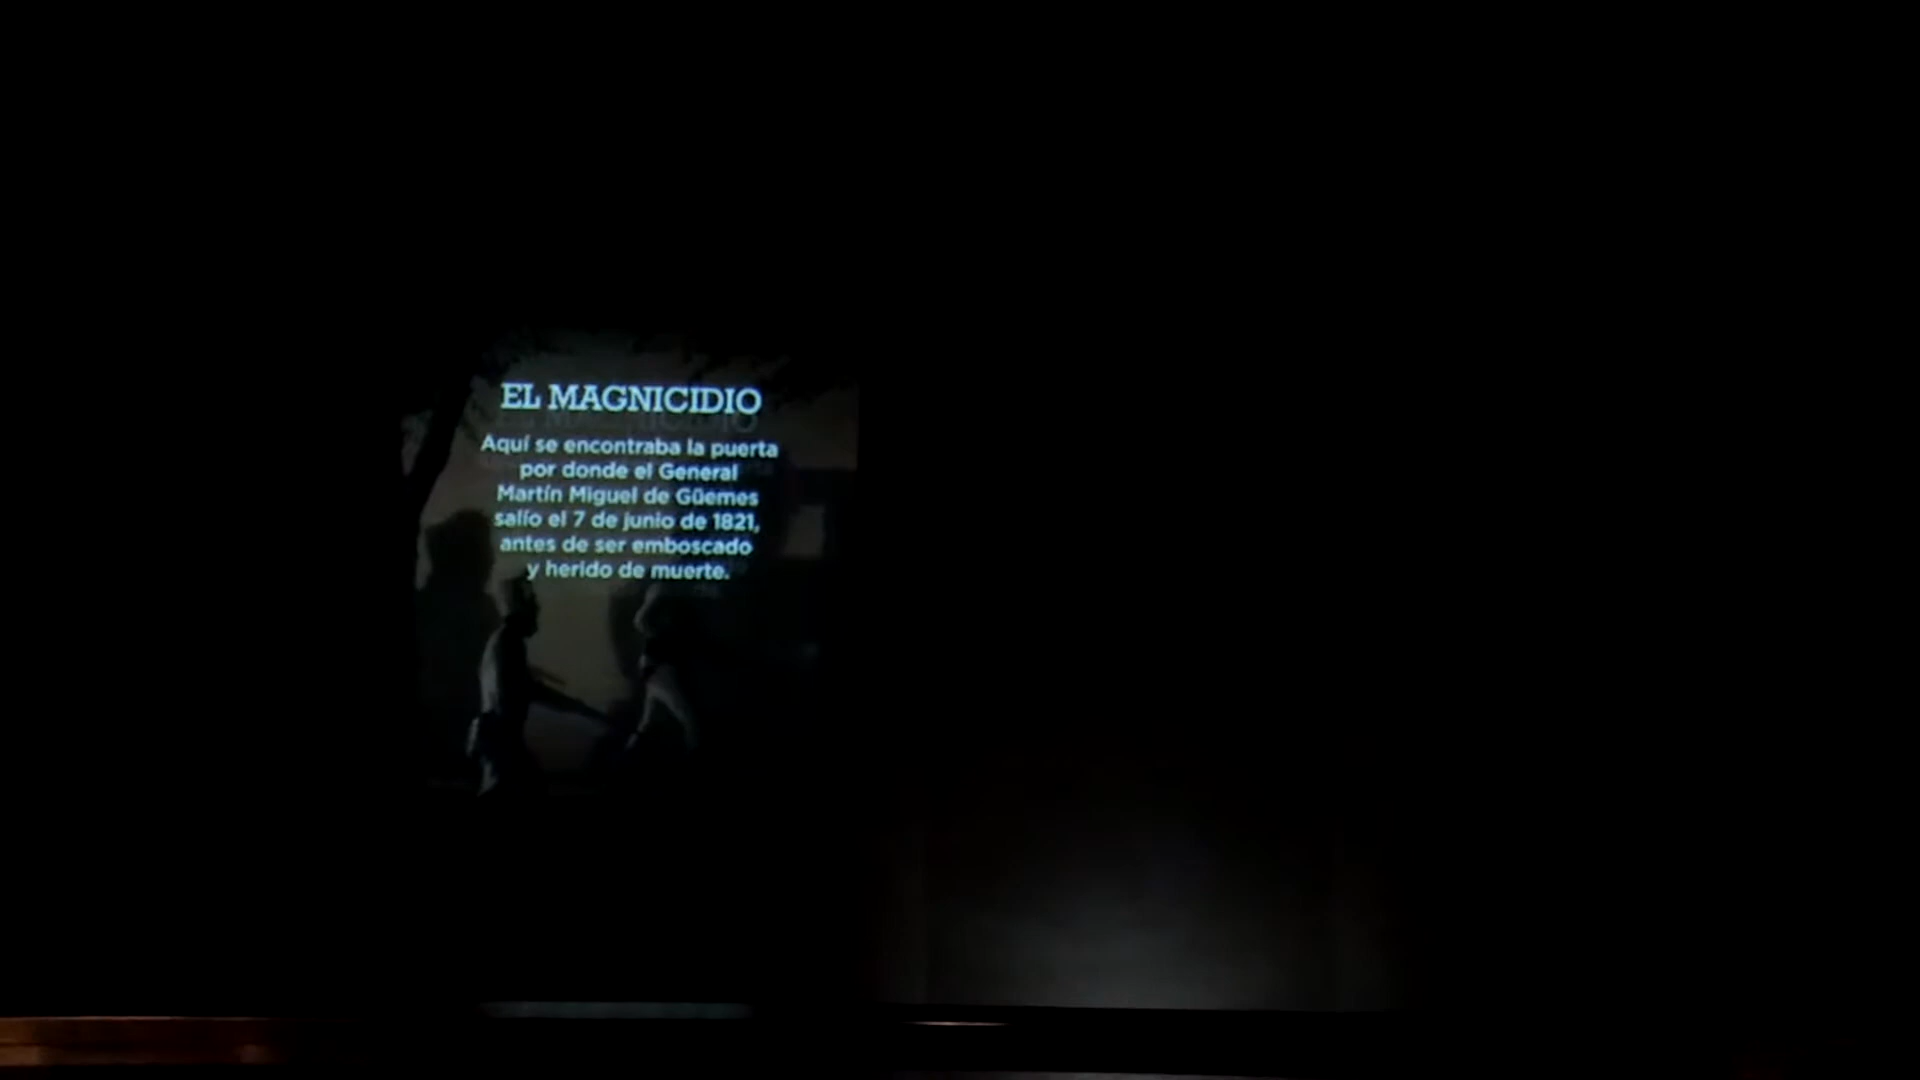 EL MAGNICIDIO
Aquí se encontraba la puerta
por donde el General
Martín Miguel de Güemes
salío el 7 de junio de 1821,
antes de ser emboscado
y herido de muerte.